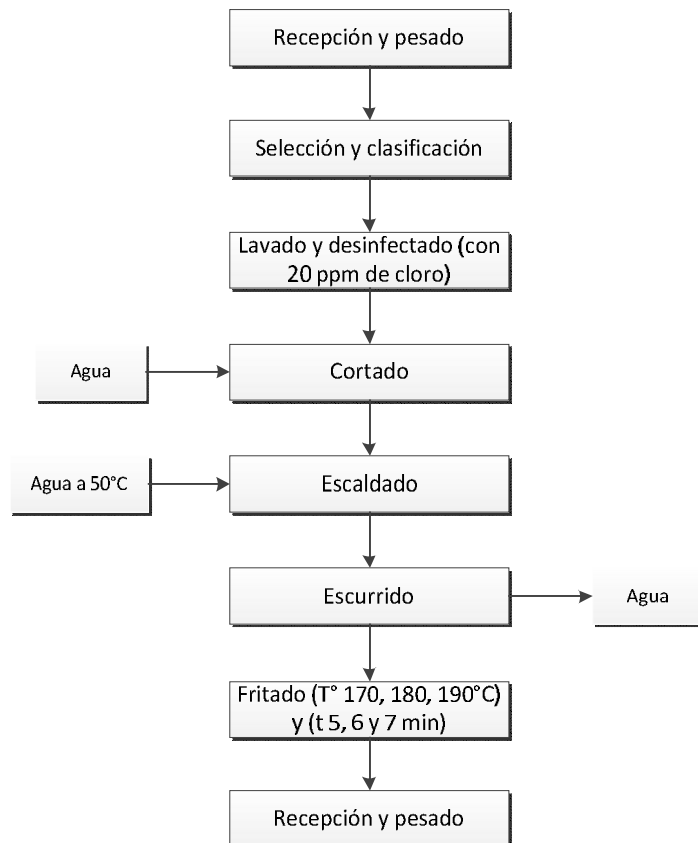 Recepción y pesado
Selección y clasificación
Lavado y desinfectado (con
20 ppm de cloro)
Agua
Cortado
Agua a 50°C
Escaldado
Escurrido
Agua
Fritado (T° 170, 180, 190°C)
y (t 5, 6 y 7 min)
Recepción y pesado